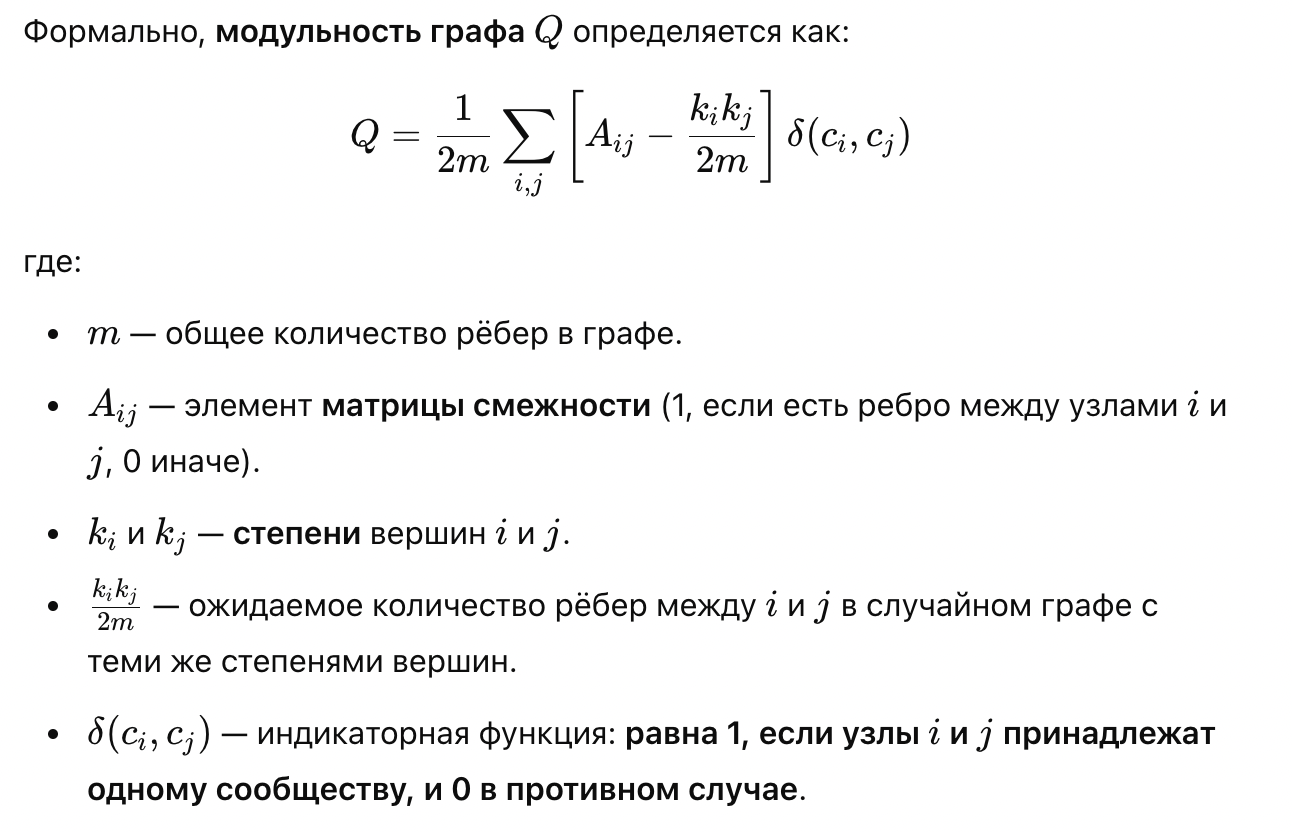 Формально, модульность графа Q определяется как:
Q = \frac{1}{2m} \sum_{i,j} \left[ A_{ij} - \frac{k_i k_j}{2m} \right] \delta(c_i, c_j)
где:
• m — общее количество рёбер в графе.
• A_{ij} — элемент матрицы смежности (1, если есть ребро между узлами i и
j, 0 иначе).
• k_i и k_j — степени вершин i и j.
• \frac{k_i k_j}{2m} — ожидаемое количество рёбер между i и j в случайном графе с
теми же степенями вершин.
• \delta(c_i, c_j) — индикаторная функция: равна 1, если узлы i и j принадлежат
одному сообществу, и 0 в противном случае.